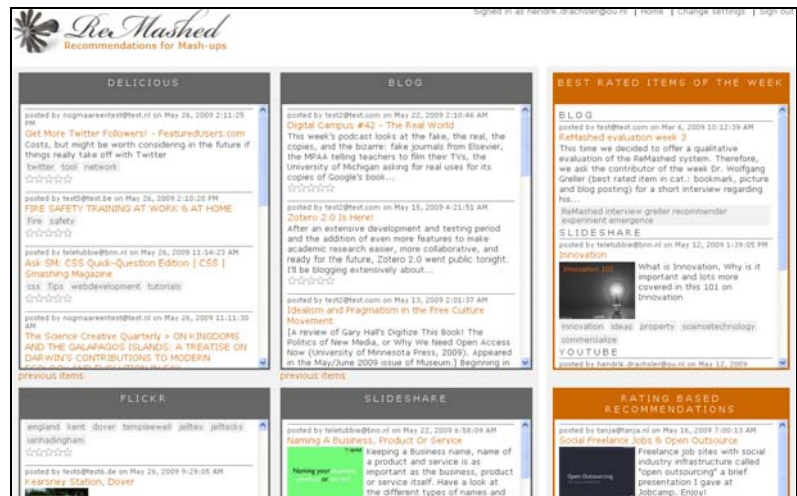 Signed in as hendrik.drachsler@ou.nl | Home | Change settings | Sign out
ReMashed
Recommendations for Mash-ups
DELICIOUS
posted by nogmaareentest@test.nl on May 26, 2009 2:11:25
PM
Get More Twitter Followers! - FeaturedUsers.com
Costs, but might be worth considering in the future if
things really take off with Twitter
twitter tool network
posted by test5@test.be on May 26, 2009 2:10:20 PM
FIRE SAFETY TRAINING AT WORK & AT HOME
Fire safety
posted by teletubbie@bnn.nl on May 26, 2009 11:14:23 AM
Ask SM: CSS Quick-Question Edition | CSS |
Smashing Magazine
css Tips webdevelopment tutorials
posted by nogmaareentest@test.nl on May 26, 2009 11:11:30
AM
The Science Creative Quarterly > ON KINGDOMS
AND THE GALAPAGOS ISLANDS: A TREATISE ON
DARWIN'S CONTRIBUTIONS TO MODERN
previous items
BLOG
posted by test2@test.com on May 22, 2009 2:10:46 AM
Digital Campus #42 - The Real World
This week's podcast looks at the fake, the real, the
copies, and the bizarre: fake journals from Elsevier,
the MPAA telling teachers to film their TVs, the
University of Michigan asking for real uses for its
copies of Google's book...
posted by test2@test.com on May 15, 2009 4:21:51 AM
Zotero 2.0 Is Here!
After an extensive development and testing period
and the addition of even more features to make
academic research easier, more collaborative, and
ready for the future, Zotero 2.0 went public tonight.
I'll be blogging extensively about...
posted by test2@test.com on May 13, 2009 2:01:37 AM
Idealism and Pragmatism in the Free Culture
Movement
[A review of Gary Hall's Digitize This Book! The
Politics of New Media, or Why We Need Open Access
Now (University of Minnesota Press, 2009). Appeared
in the May/June 2009 issue of Museum.] Beginning in
previous items
BEST RATED ITEMS OF THE WEEK
BLOG
posted by test@test.com on Mar 6, 2009 10:12:39 AM
ReMashed evaluation week 3
This time we decided to offer a qualitative
evaluation of the ReMashed system. Therefore,
we ask the contributor of the week Dr. Wolfgang
Greller (best rated item in cat.: bookmark, picture
and blog posting) for a short interview regarding
his...
ReMashed interview greller recommender
experiment emergence
SLIDESHARE
posted by teletubbie@bnn.nl on May 12, 2009 1:39:05 PM
Innovation
Innovation 101
What is Innovation, Why is it
important and lots more
covered in this 101 on
Innovation
innovation ideas property sciencetechnology
commercialize
YOUTUBE
posted by hendrik.drachsler@ou.nl on May 12, 2009
FLICKR
england kent dover templeewell jelltex jelltecks
ianhadingham
posted by test6@test6.de on May 26, 2009 9:29:05 AM
Kearsney Station, Dover
SLIDESHARE
posted by teletubbie@bnn.nl on May 22, 2009 6:58:09 AM
Naming A Business, Product Or Service
Naming your business
product or service
Keeping a Business name, name of
a product and service is as
important as the business, product
or service itself. Have a look at
the different types of names and
RATING BASED
RECOMMENDATIONS
posted by tanja@tanja.nl on May 16, 2009 7:00:13 AM
Social Freelance Jobs & Open Outsource
Open Outsourcing
Freelance job sites with social
industry infrastructure called
"open outsourcing" a brief
presentation I gave at
Jobcamp. Enjoy!